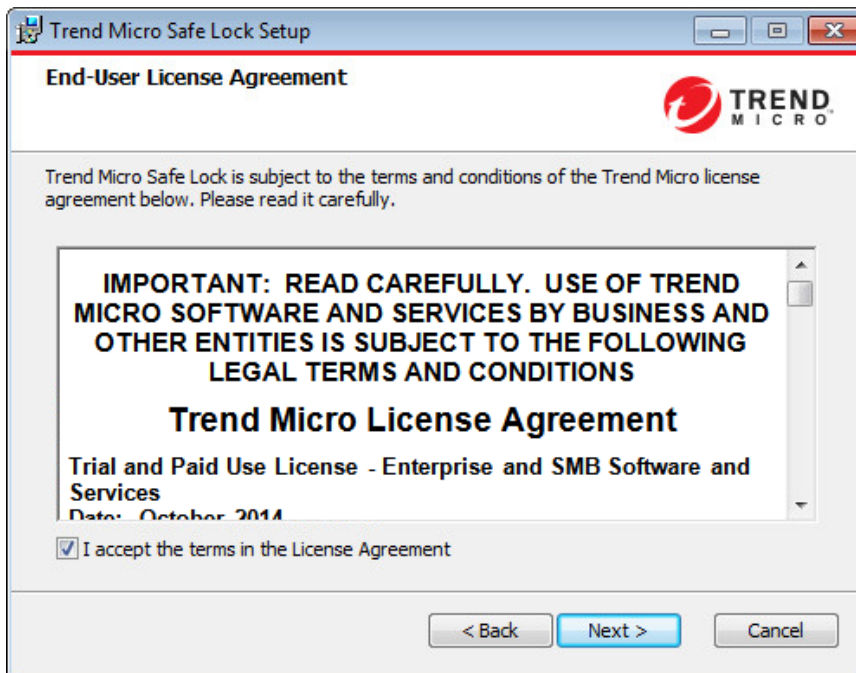 Trend Micro Safe Lock Setup
End-User License Agreement
TREND
MICRO
Trend Micro Safe Lock is subject to the terms and conditions of the Trend Micro license
agreement below. Please read it carefully.
IMPORTANT: READ CAREFULLY. USE OF TREND
MICRO SOFTWARE AND SERVICES BY BUSINESS AND
OTHER ENTITIES IS SUBJECT TO THE FOLLOWING
LEGAL TERMS AND CONDITIONS
Trend Micro License Agreement
Trial and Paid Use License - Enterprise and SMB Software and
Services
Date: October 2014
I accept the terms in the License Agreement
< Back
Next >
Cancel